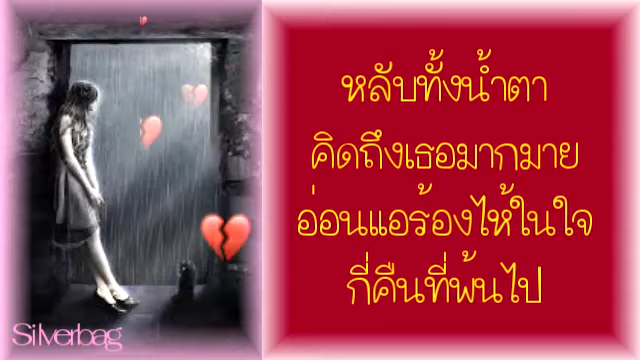 หลับทั้งน้ำตา
คิดถึงเธอมากมาย
อ่อนแอร้องไห้ในใจ
กี่คืนที่พ้นไป
Silverbag